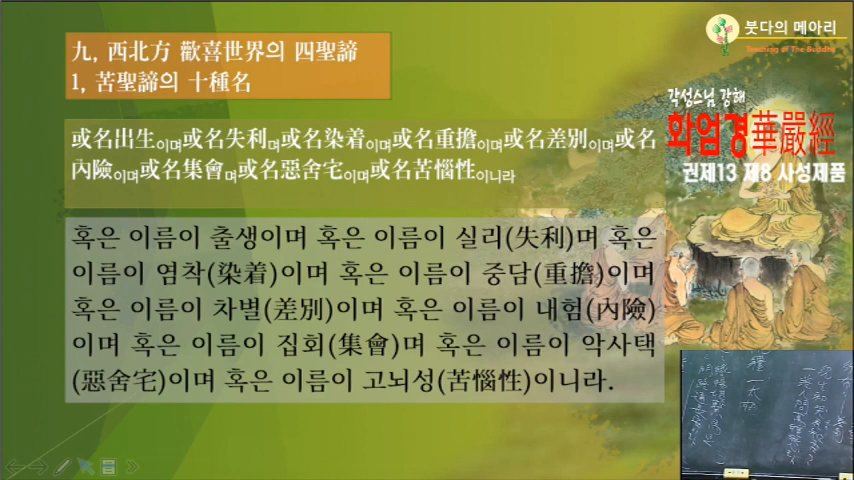 九, 西北方 歡喜世界의 四聖諦
1, 苦聖諦의 十種名
붓다의 메아리
Teaching of The Buddha
각성스님 강해
화엄경華嚴經
권제13 제8 사성제품
或名出生이며或名失利며或名染着이며或名重擔이며或名差別이며或名
內險이며或名集會며或名惡舍宅이며或名苦惱性이니라
혹은 이름이 출생이며 혹은 이름이 실리(失利)며 혹은
이름이 염착(染着)이며 혹은 이름이 중담(重擔)이며
혹은 이름이 차별(差別)이며 혹은 이름이 내험(內險)
이며 혹은 이름이 집회(集會)며 혹은 이름이 악사택
(惡舍宅)이며 혹은 이름이 고뇌성(苦惱性)이니라.